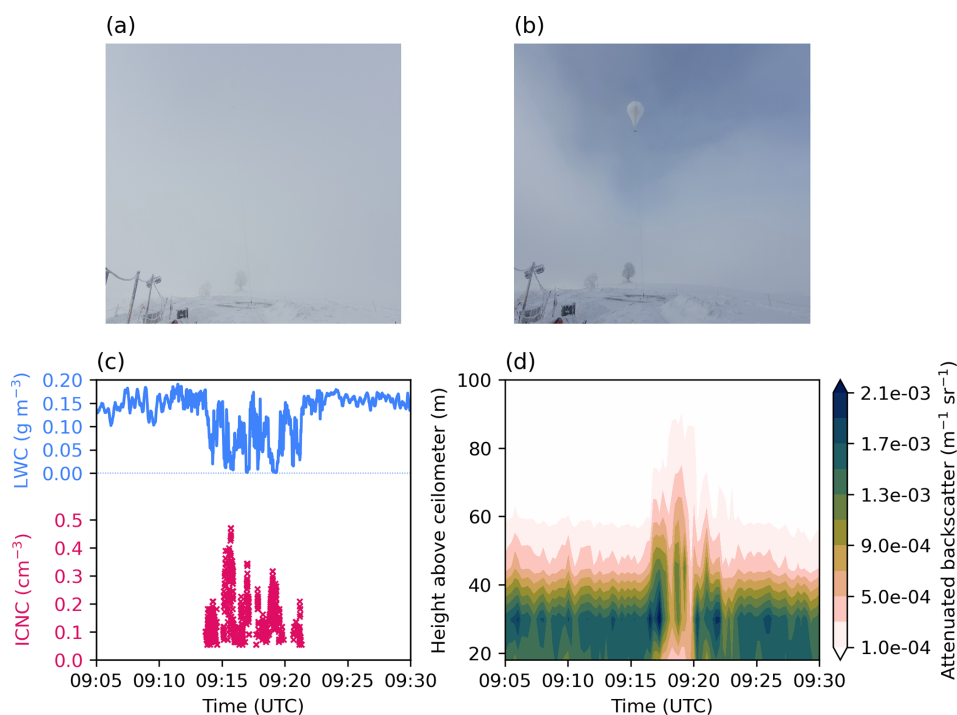 (a)
(b)
(c)
LWC (g m⁻³)
0.20
0.15
0.10
0.05
0.00
ICNC (cm⁻³)
0.5
0.4
0.3
0.2
0.1
0.0
09:05 09:10 09:15 09:20 09:25 09:30
Time (UTC)
(d)
Height above ceilometer (m)
100
80
60
40
20
09:05 09:10 09:15 09:20 09:25 09:30
Time (UTC)
2.1e-03
1.7e-03
1.3e-03
9.0e-04
5.0e-04
1.0e-04
Attenuated backscatter (m⁻¹ sr⁻¹)